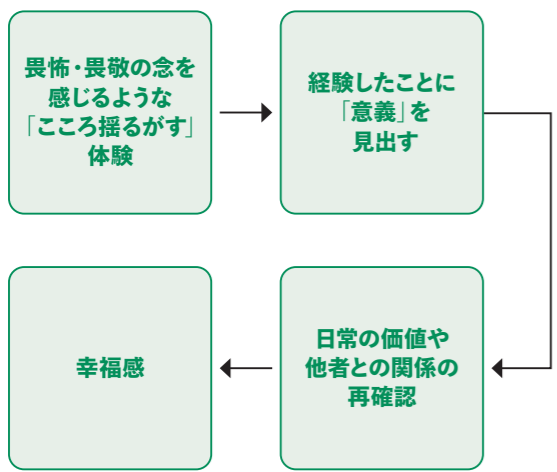 畏怖・畏敬の念を
感じるような
「こころ揺るがす」
体験
経験したことに
「意義」を
見出す
日常の価値や
他者との関係の
再確認
幸福感